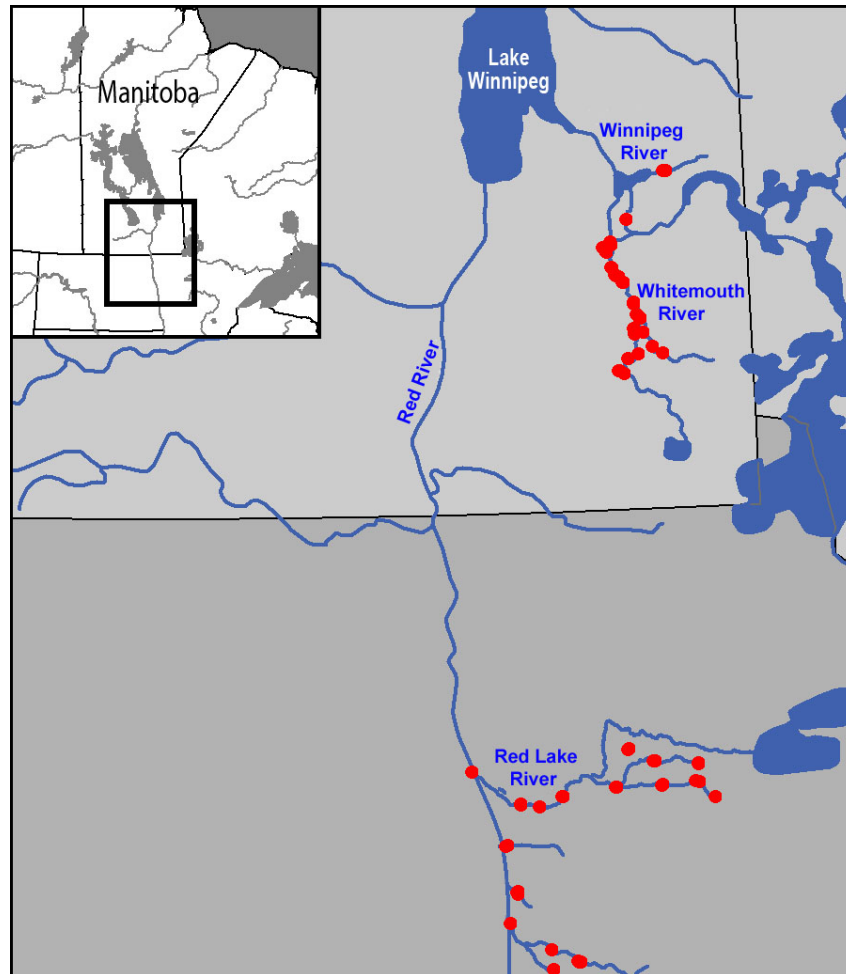 Manitoba
Lake
Winnipeg
Winnipeg
River
Whitemouth
River
Red River
Red Lake
River